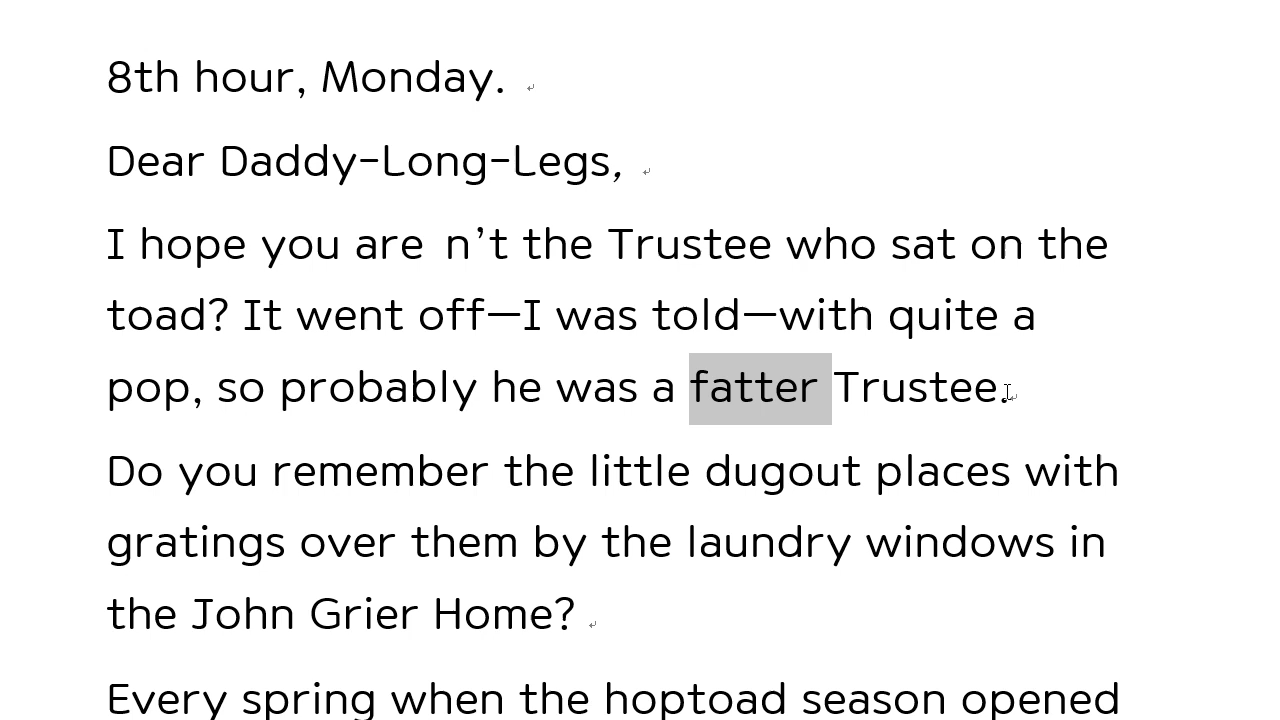 8th hour, Monday.
Dear Daddy-Long-Legs,
I hope you are n’t the Trustee who sat on the
toad? It went off—I was told—with quite a
pop, so probably he was a fatter Trustee.
Do you remember the little dugout places with
gratings over them by the laundry windows in
the John Grier Home?
Every spring when the hoptoad season opened